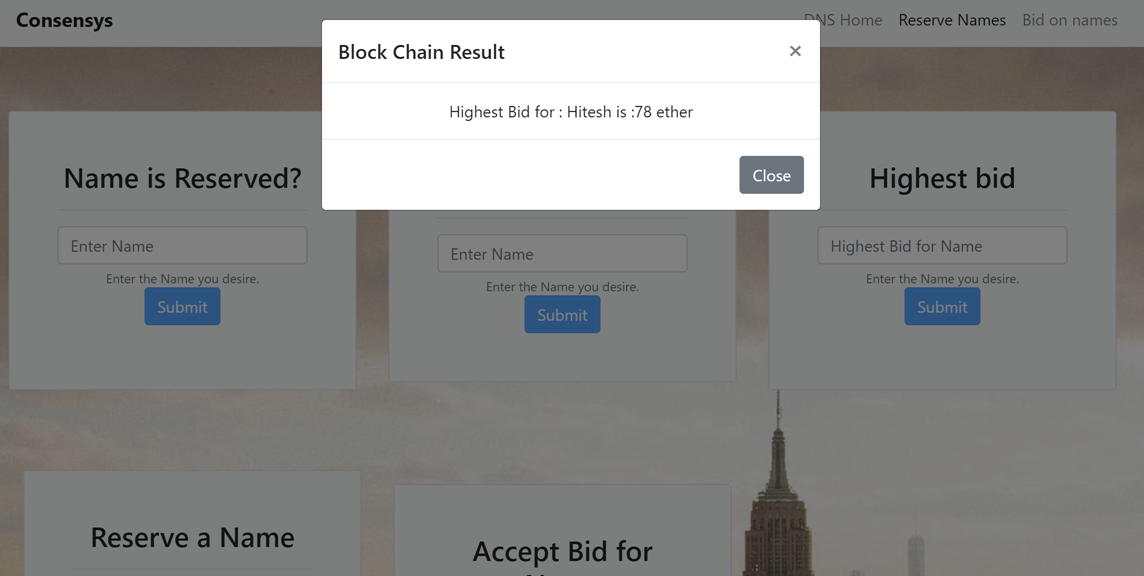 Consensys
DNS Home
Reserve Names
Bid on names
Block Chain Result
×
Highest Bid for : Hitesh is :78 ether
Close
Name is Reserved?
Enter Name
Enter the Name you desire.
Submit
Enter Name
Enter the Name you desire.
Submit
Highest bid
Highest Bid for Name
Enter the Name you desire.
Submit
Reserve a Name
Accept Bid for